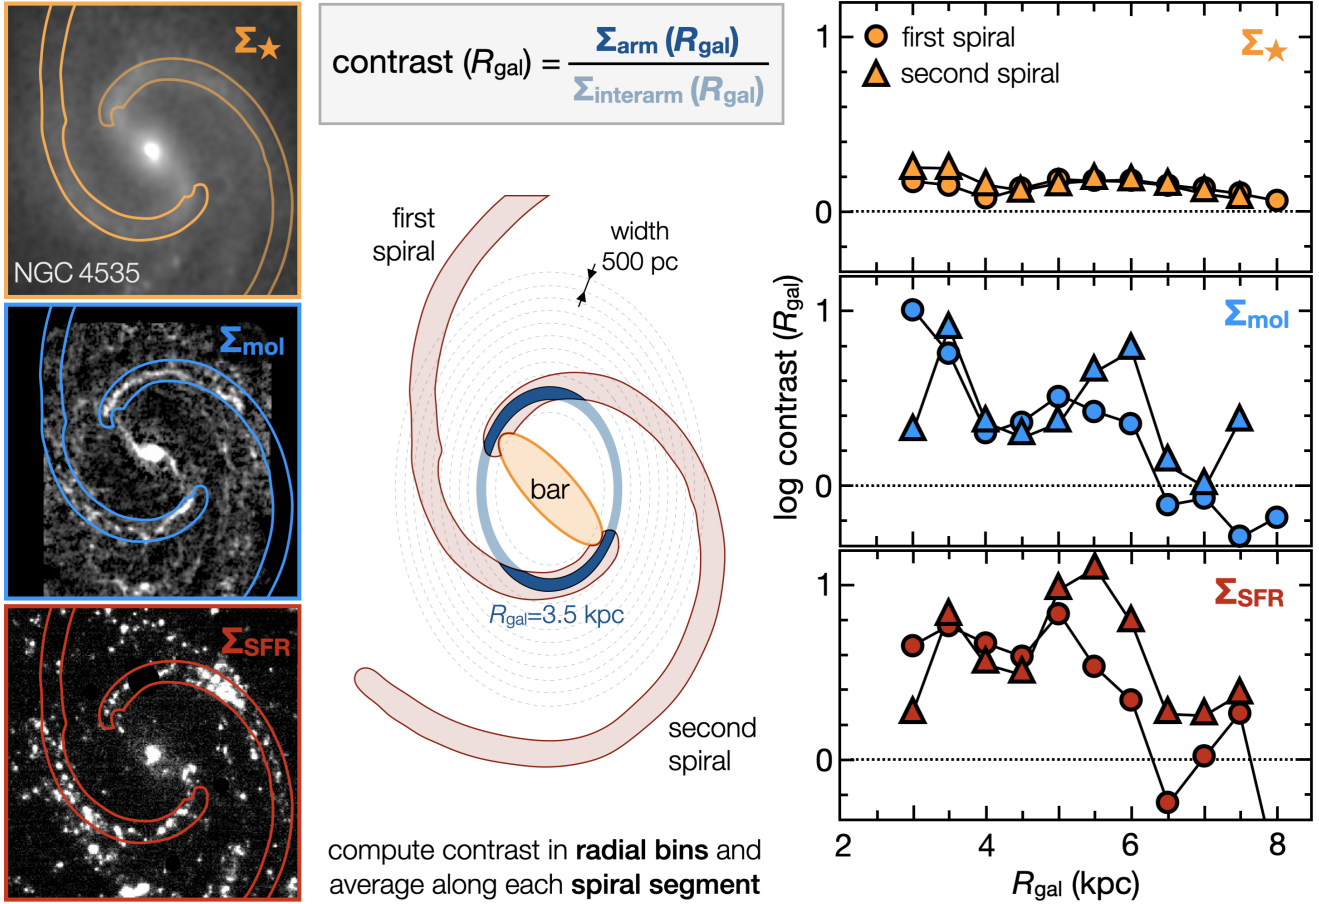 Σ★
NGC 4535
Σmol
ΣSFR
contrast (Rgal) = Σarm (Rgal)
Σinterarm (Rgal)
first
spiral
width
500 pc
bar
Rgal=3.5 kpc
second
spiral
compute contrast in radial bins and
average along each spiral segment
first spiral
second spiral
Σ★
1
0
Σmol
1
0
ΣSFR
1
0
log contrast (Rgal)
2 4 6 8
Rgal (kpc)